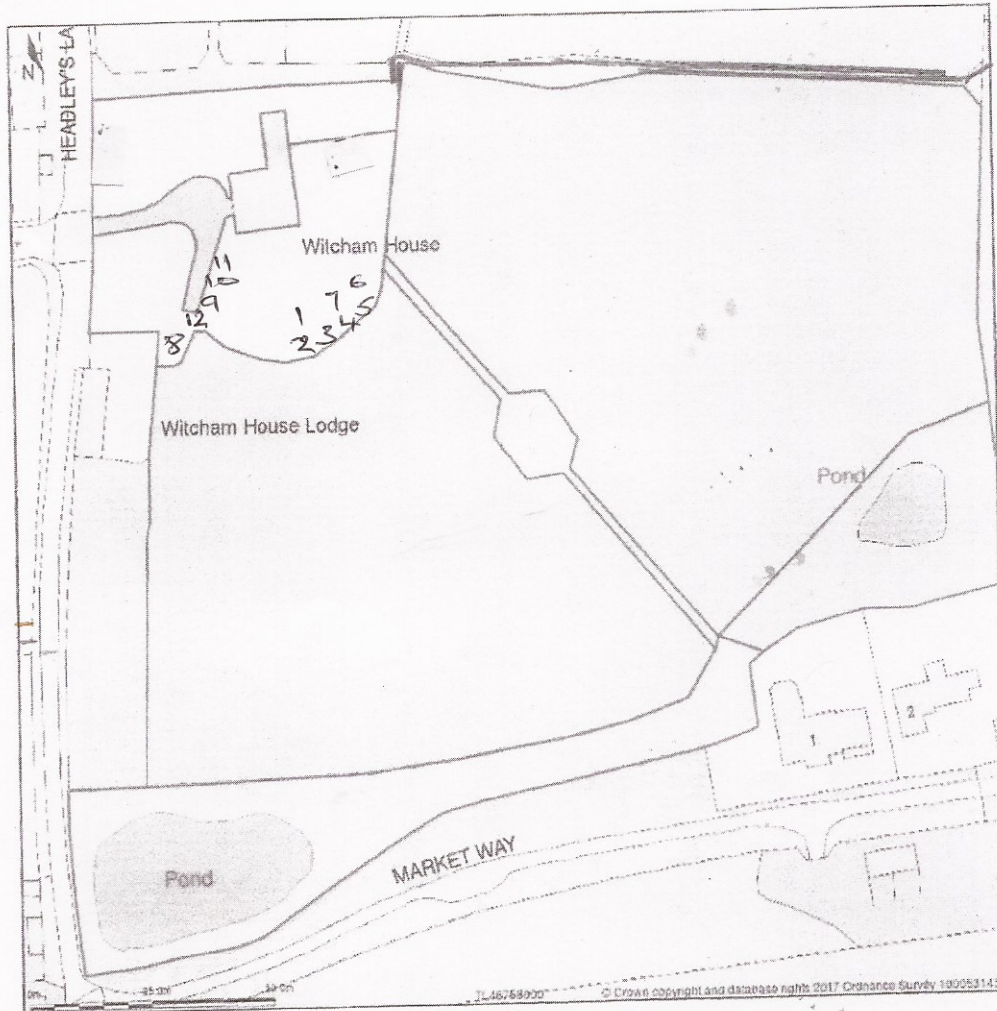 N
HEADLEY'S LA
Witcham House
11
10
9
12
8
1
2
3
4
5
6
7
Witcham House Lodge
Pond
1
2
MARKET WAY
Pond
© Crown copyright and database rights 2017 Ordnance Survey